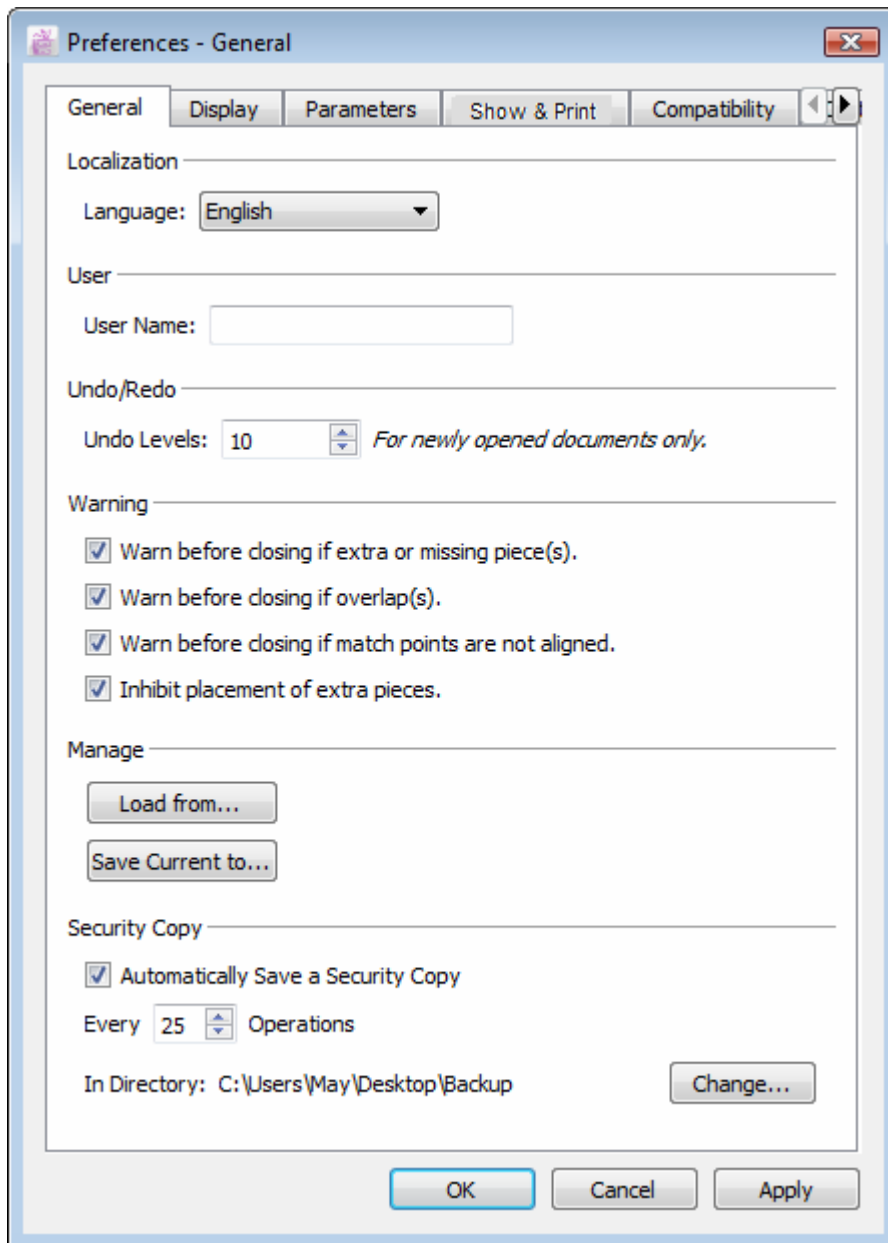 Preferences - General
General Display Parameters Show & Print Compatibility
Localization
Language: English
User
User Name:
Undo/Redo
Undo Levels: 10 For newly opened documents only.
Warning
Warn before closing if extra or missing piece(s).
Warn before closing if overlap(s).
Warn before closing if match points are not aligned.
Inhibit placement of extra pieces.
Manage
Load from...
Save Current to...
Security Copy
Automatically Save a Security Copy
Every 25 Operations
In Directory: C:\Users\May\Desktop\Backup Change...
OK Cancel Apply